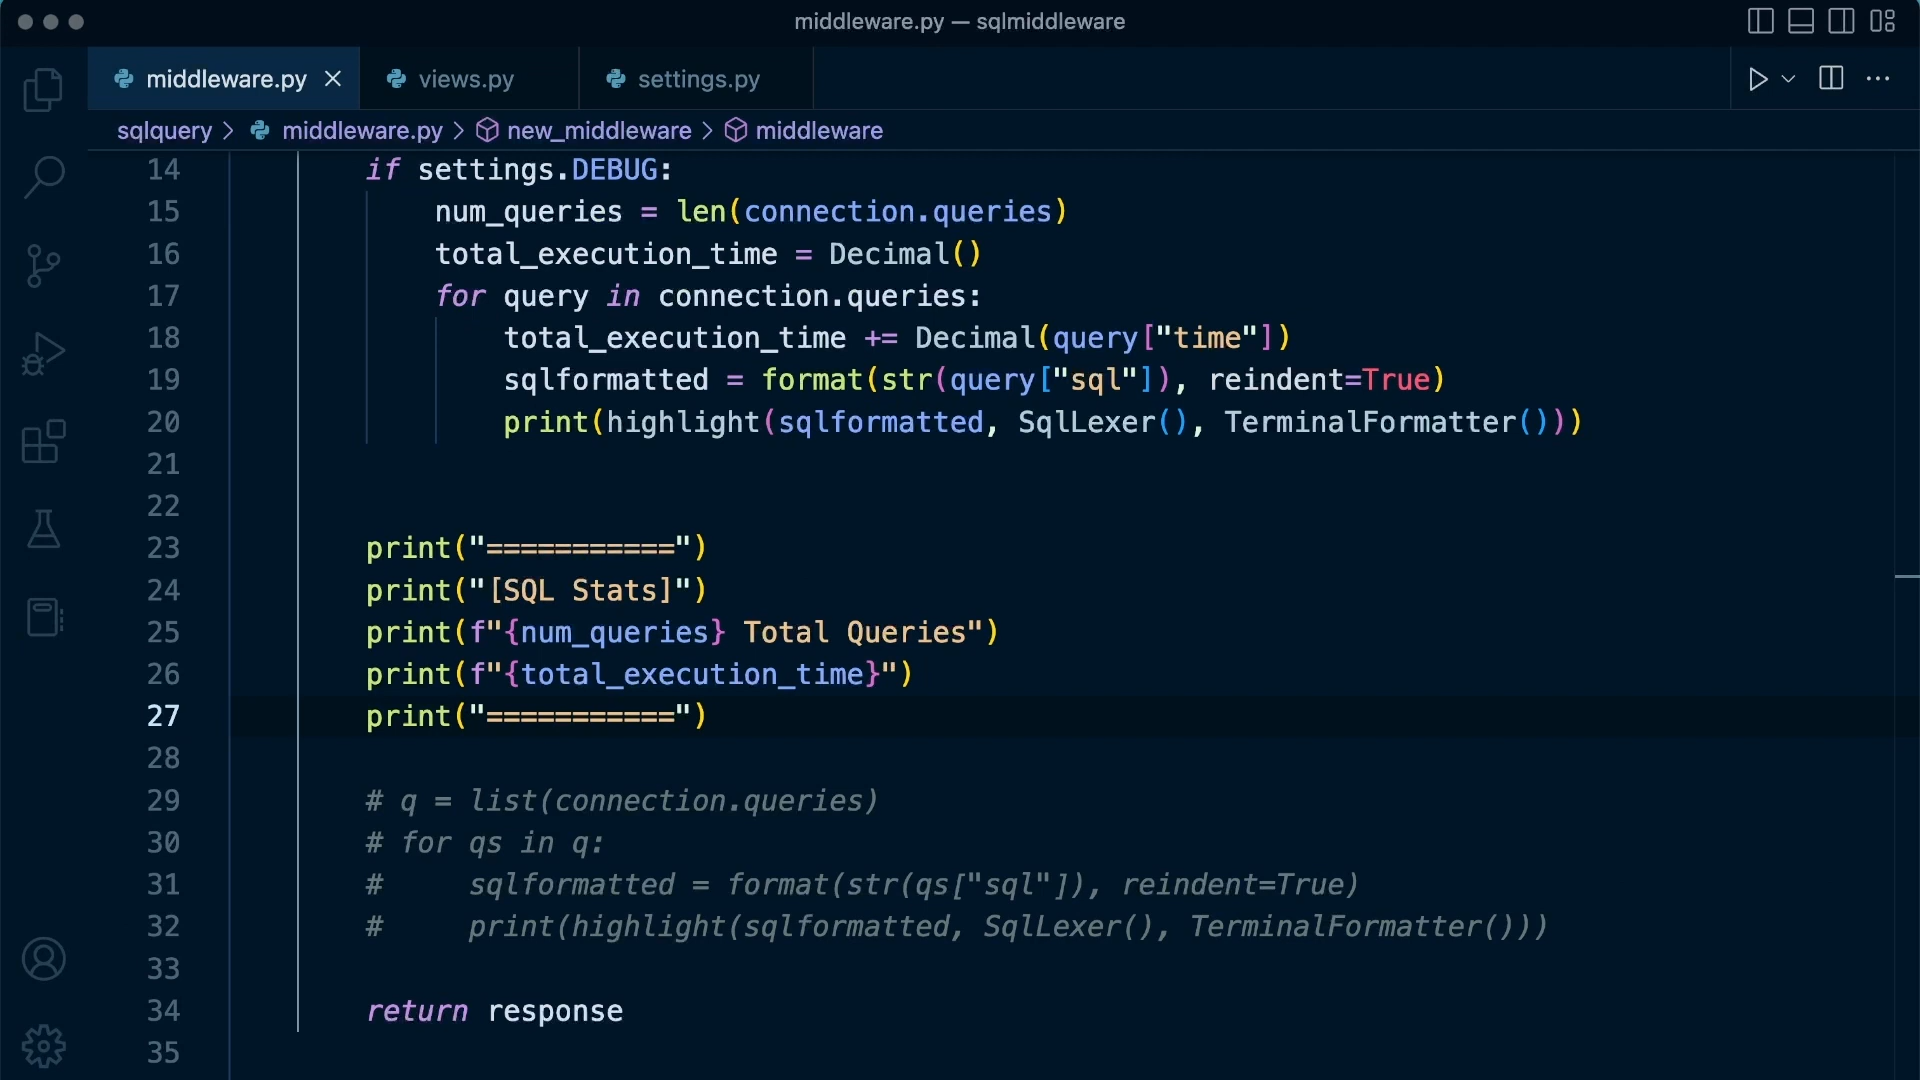 middleware.py — sqlmiddleware
middleware.py views.py settings.py
sqlquery > middleware.py > new_middleware > middleware
14 if settings.DEBUG:
15 num_queries = len(connection.queries)
16 total_execution_time = Decimal()
17 for query in connection.queries:
18 total_execution_time += Decimal(query["time"])
19 sqlformatted = format(str(query["sql"]), reindent=True)
20 print(highlight(sqlformatted, SqlLexer(), TerminalFormatter()))
21
22
23 print("===========")
24 print("[SQL Stats]")
25 print(f"{num_queries} Total Queries")
26 print(f"{total_execution_time}")
27 print("===========")
28
29 # q = list(connection.queries)
30 # for qs in q:
31 #     sqlformatted = format(str(qs["sql"]), reindent=True)
32 #     print(highlight(sqlformatted, SqlLexer(), TerminalFormatter()))
33
34 return response
35